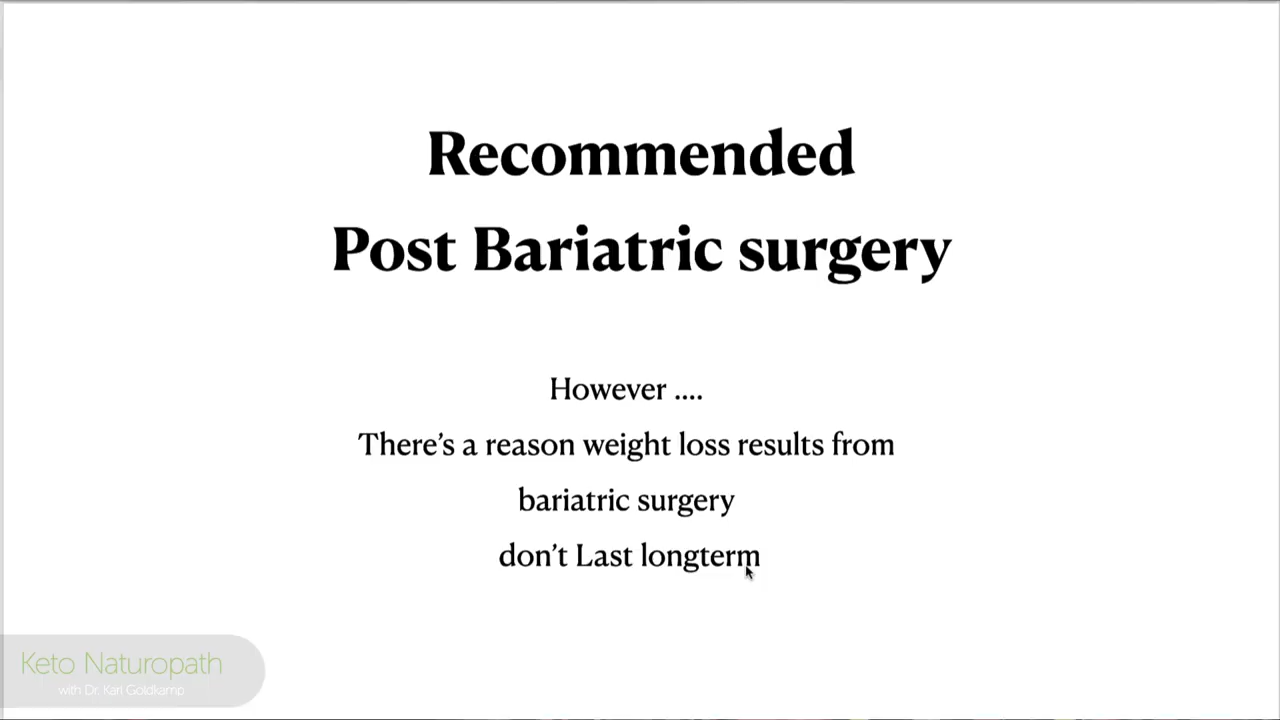 Recommended
Post Bariatric surgery
However ....
There's a reason weight loss results from
bariatric surgery
don't Last longterm
Keto Naturopath
with Dr. Karl Goldkamp